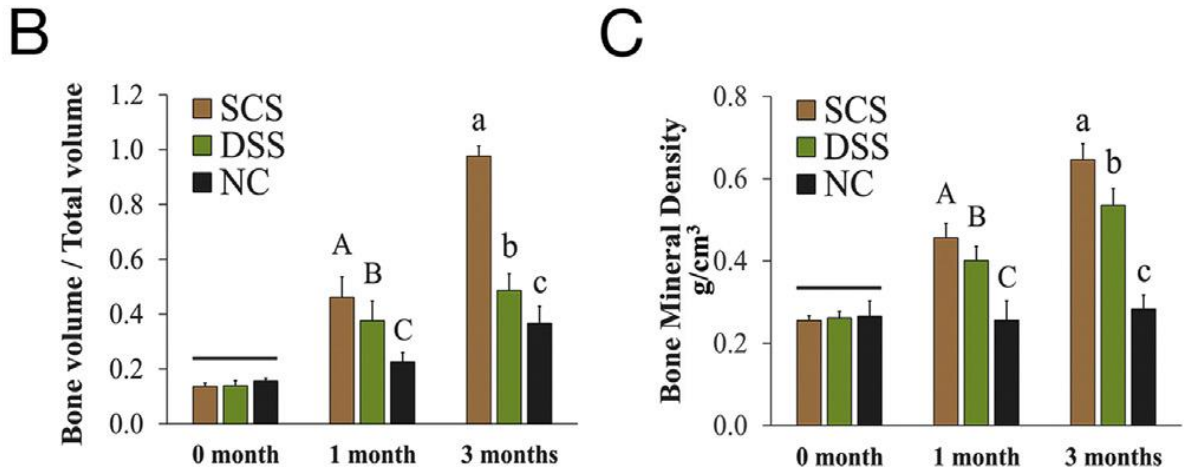 B
Bone volume / Total volume
1.2
1.0
0.8
0.6
0.4
0.2
0.0
SCS
DSS
NC
A
B
C
a
b
c
0 month
1 month
3 months
C
Bone Mineral Density
g/cm³
0.8
0.6
0.4
0.2
0.0
SCS
DSS
NC
A
B
C
a
b
c
0 month
1 month
3 months